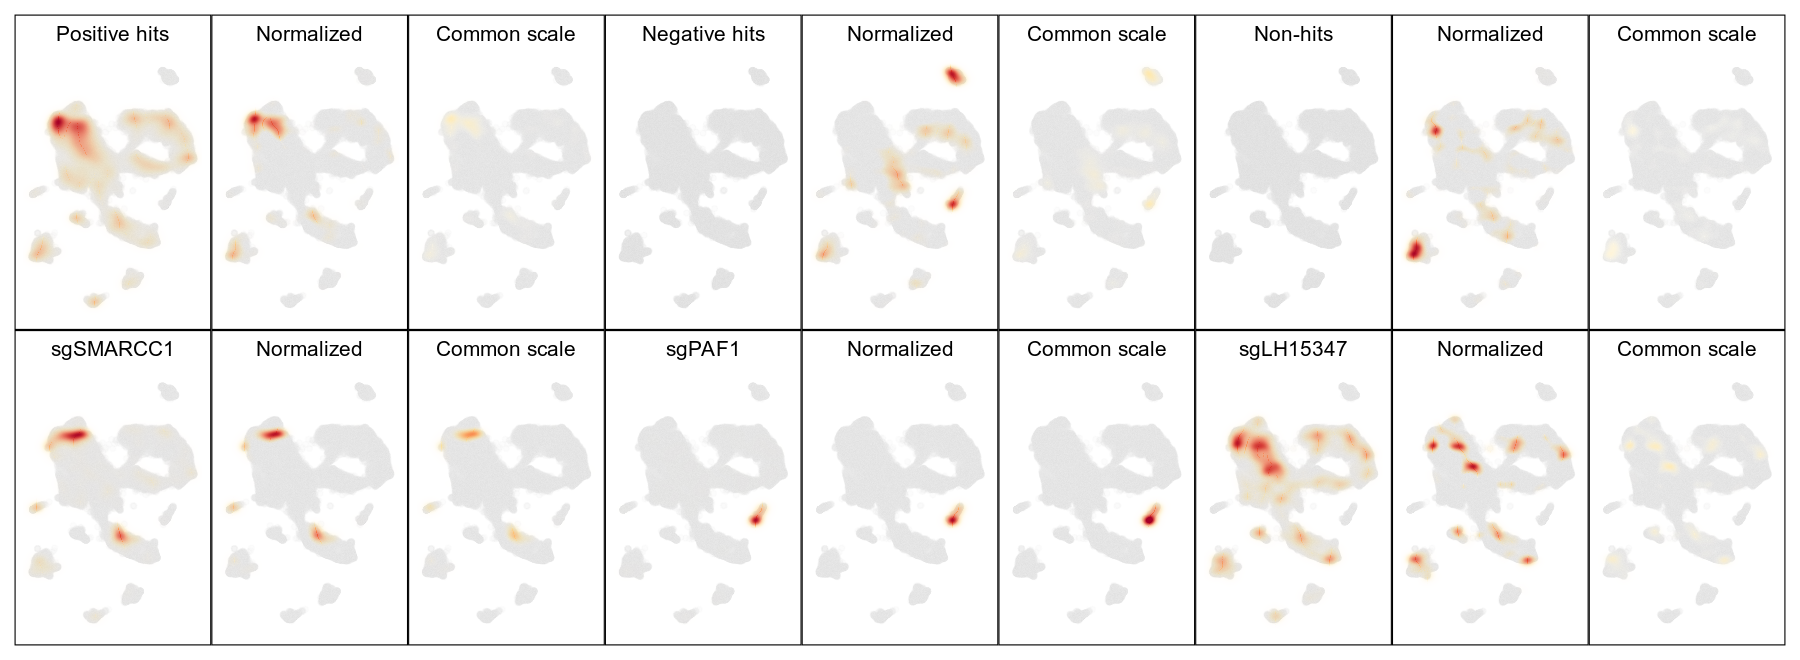 Positive hits
Normalized
Common scale
Negative hits
Normalized
Common scale
Non-hits
Normalized
Common scale
sgSMARCC1
Normalized
Common scale
sgPAF1
Normalized
Common scale
sgLH15347
Normalized
Common scale